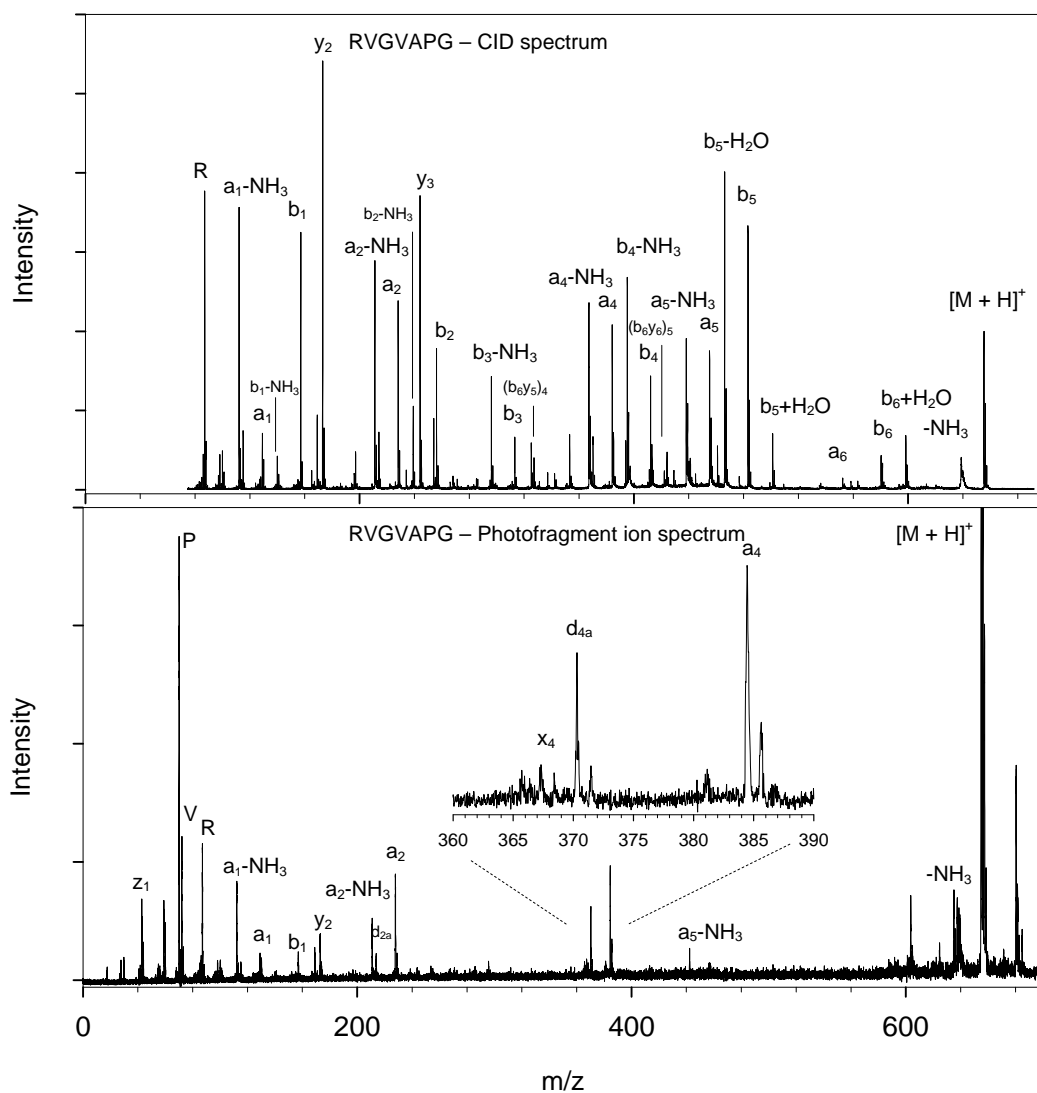 RVGVAPG – CID spectrum
y₂
R
a₁-NH₃
b₁-NH₃
a₁
b₁
a₂-NH₃
b₂-NH₃
a₂
y₃
b₂
b₃-NH₃
(b₆y₅)₄
b₃
a₄-NH₃
a₄
b₄-NH₃
(b₆y₆)₅
b₄
a₅-NH₃
a₅
b₅-H₂O
b₅
b₅+H₂O
a₆
b₆
b₆+H₂O
-NH₃
[M + H]⁺
Intensity
RVGVAPG – Photofragment ion spectrum
[M + H]⁺
P
V
R
z₁
a₁-NH₃
a₁
b₁
y₂
a₂-NH₃
d₂ₐ
a₂
x₄
d₄ₐ
a₄
360 365 370 375 380 385 390
a₅-NH₃
-NH₃
Intensity
0 200 400 600
m/z